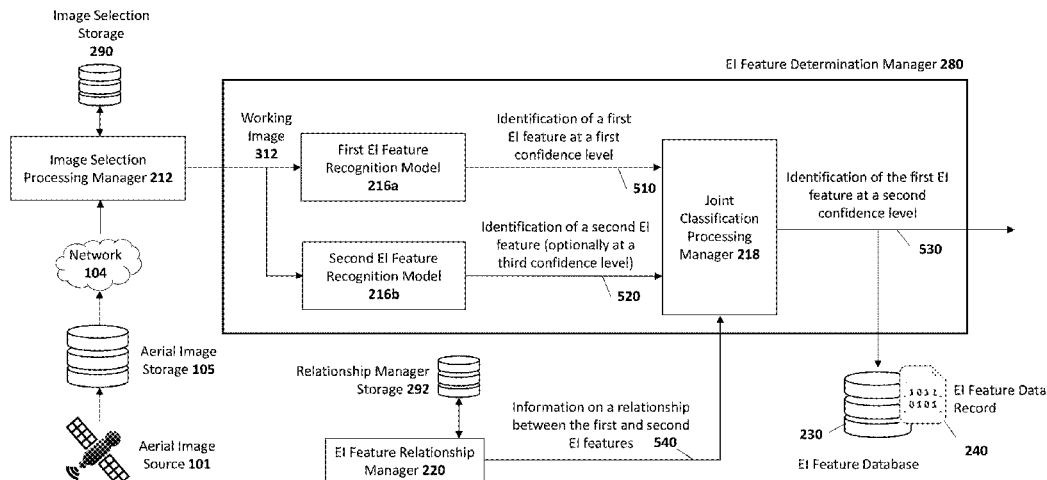 Image Selection
Storage
290
EI Feature Determination Manager 280
Image Selection
Processing Manager 212
Working
Image
312
First EI Feature
Recognition Model
216a
Identification of a first
EI feature at a first
confidence level
510
Second EI Feature
Recognition Model
216b
Identification of a second EI
feature (optionally at a
third confidence level)
520
Joint
Classification
Processing
Manager 218
Identification of the first EI
feature at a second
confidence level
530
Network
104
Aerial Image
Storage 105
Aerial Image
Source 101
Relationship Manager
Storage 292
EI Feature Relationship
Manager 220
Information on a relationship
between the first and second
EI features 540
1011
0101
EI Feature Data
Record
230
240
EI Feature Database